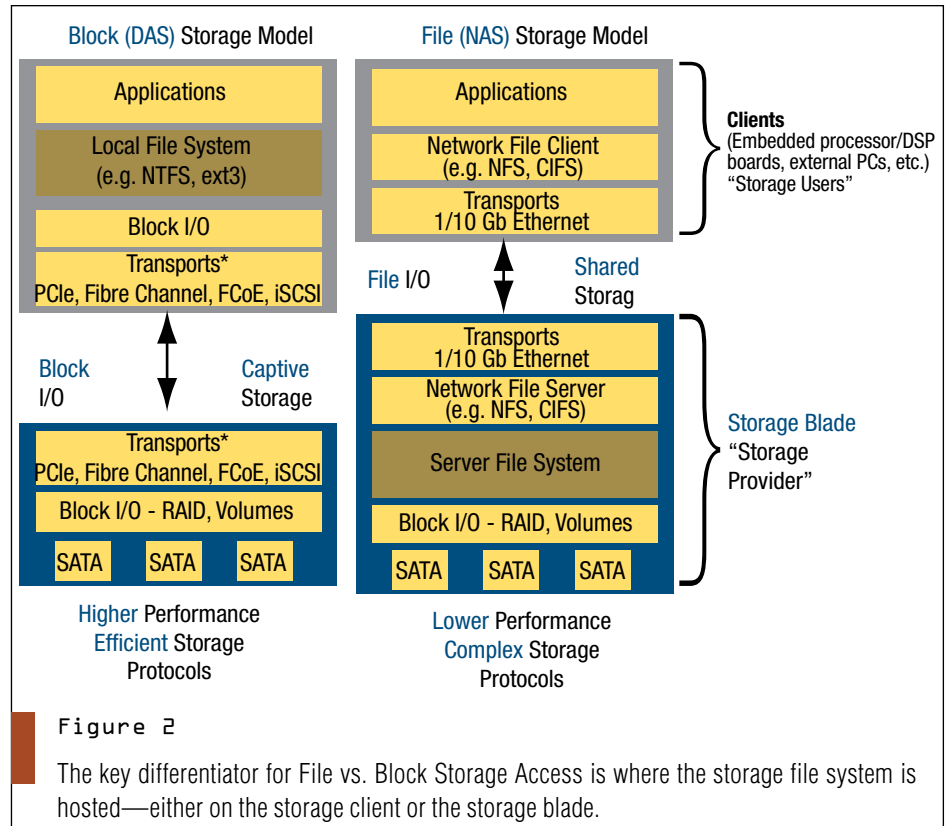 Block (DAS) Storage Model
Applications
Local File System
(e.g. NTFS, ext3)
Block I/O
Transports*
PCIe, Fibre Channel, FCoE, iSCSI
Block
I/O
Captive
Storage
Transports*
PCIe, Fibre Channel, FCoE, iSCSI
Block I/O - RAID, Volumes
SATA
SATA
SATA
Higher Performance
Efficient Storage
Protocols
File (NAS) Storage Model
Applications
Network File Client
(e.g. NFS, CIFS)
Transports
1/10 Gb Ethernet
File I/O
Shared
Storag
Transports
1/10 Gb Ethernet
Network File Server
(e.g. NFS, CIFS)
Server File System
Block I/O - RAID, Volumes
SATA
SATA
SATA
Lower Performance
Complex Storage
Protocols
Clients
(Embedded processor/DSP
boards, external PCs, etc.)
“Storage Users”
Storage Blade
“Storage
Provider”
Figure 2
The key differentiator for File vs. Block Storage Access is where the storage file system is
hosted—either on the storage client or the storage blade.